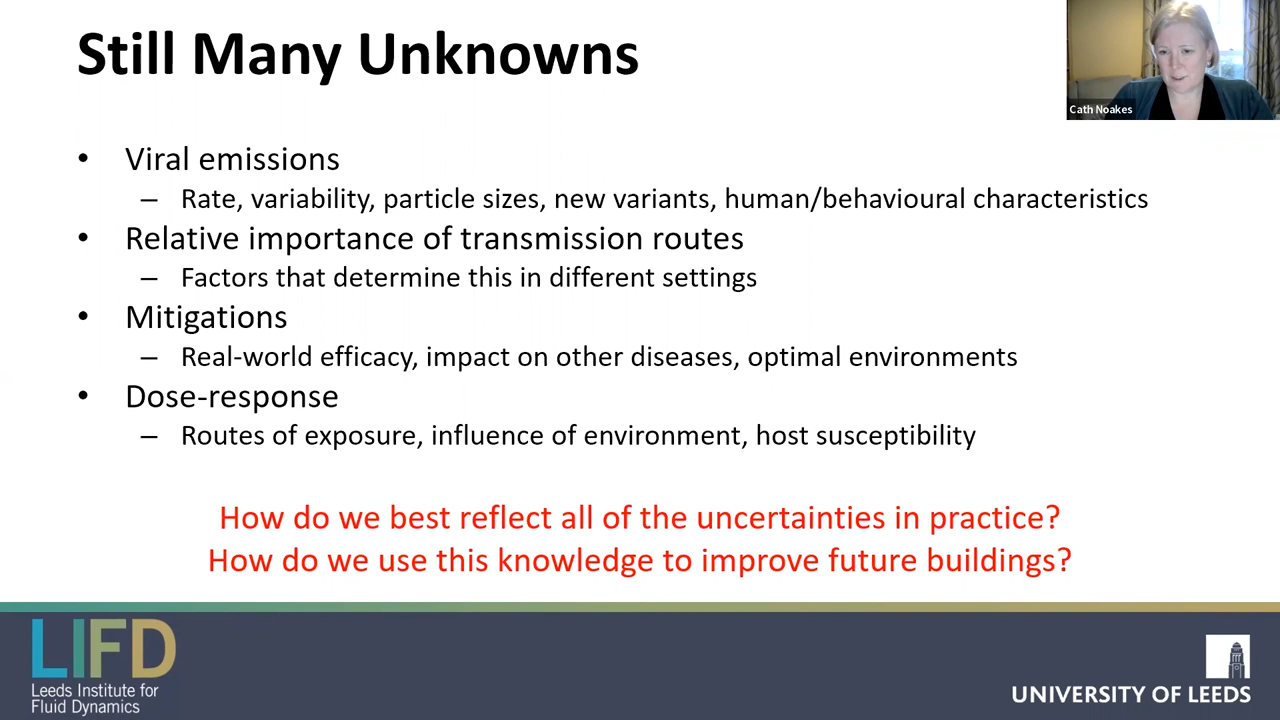 Still Many Unknowns
Cath Noakes
• Viral emissions
– Rate, variability, particle sizes, new variants, human/behavioural characteristics
• Relative importance of transmission routes
– Factors that determine this in different settings
• Mitigations
– Real-world efficacy, impact on other diseases, optimal environments
• Dose-response
– Routes of exposure, influence of environment, host susceptibility
How do we best reflect all of the uncertainties in practice?
How do we use this knowledge to improve future buildings?
LIFD
Leeds Institute for
Fluid Dynamics
UNIVERSITY OF LEEDS